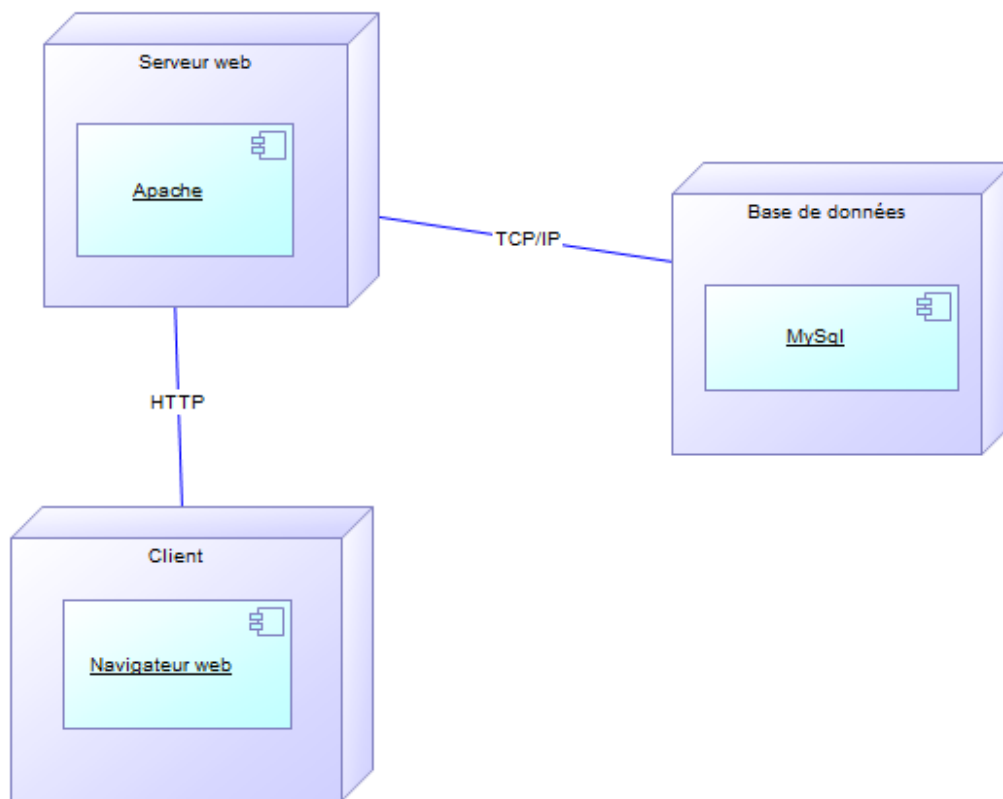 Serveur web
Apache
TCP/IP
Base de données
MySql
HTTP
Client
Navigateur web